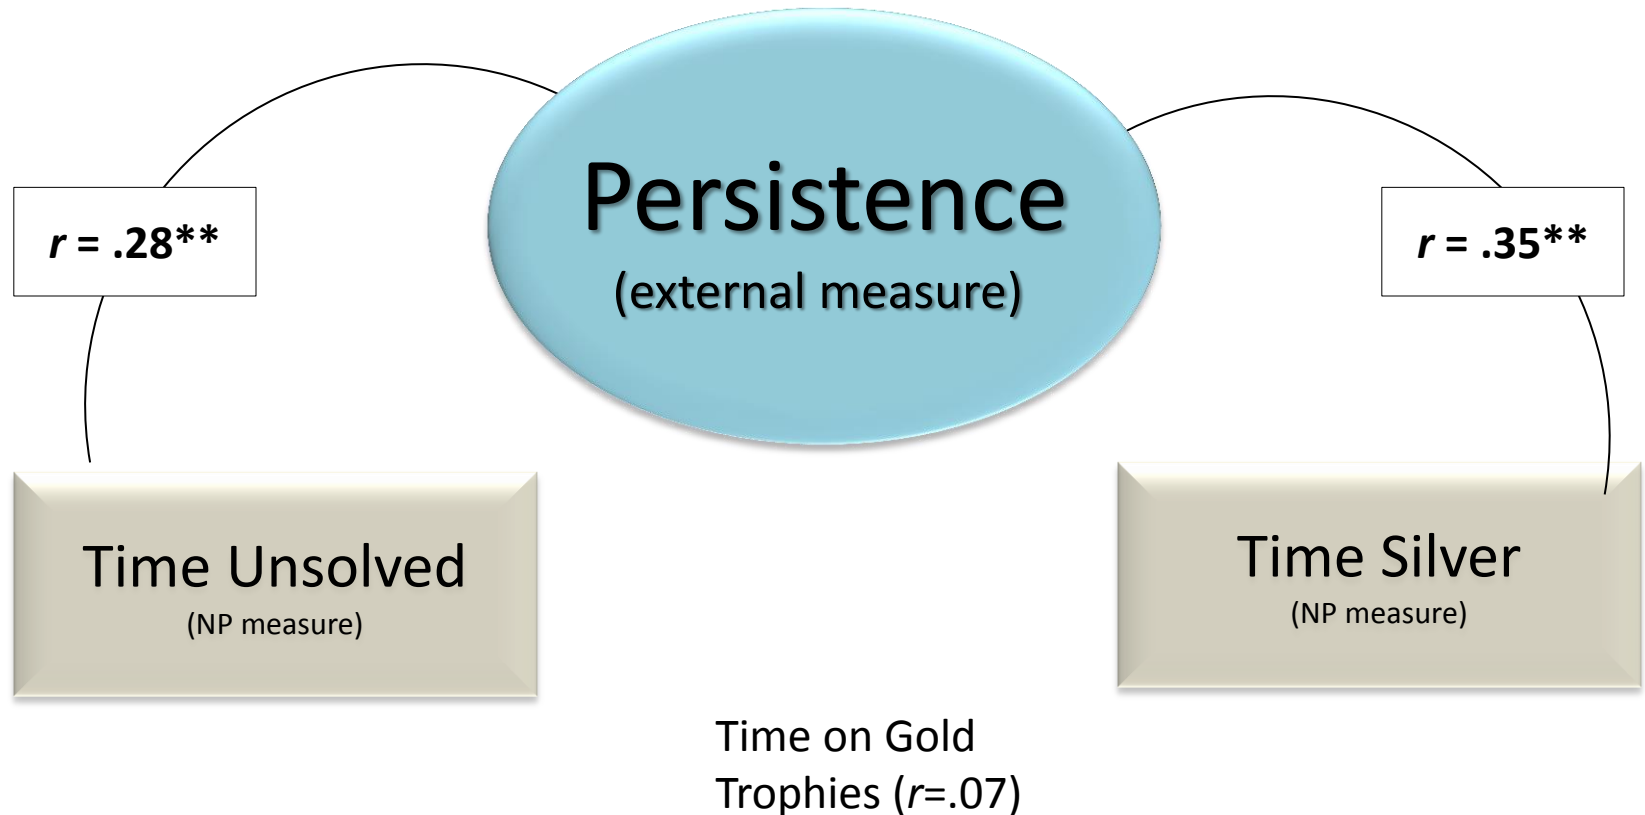 Persistence
(external measure)
r = .28**
r = .35**
Time Unsolved
(NP measure)
Time Silver
(NP measure)
Time on Gold
Trophies (r=.07)